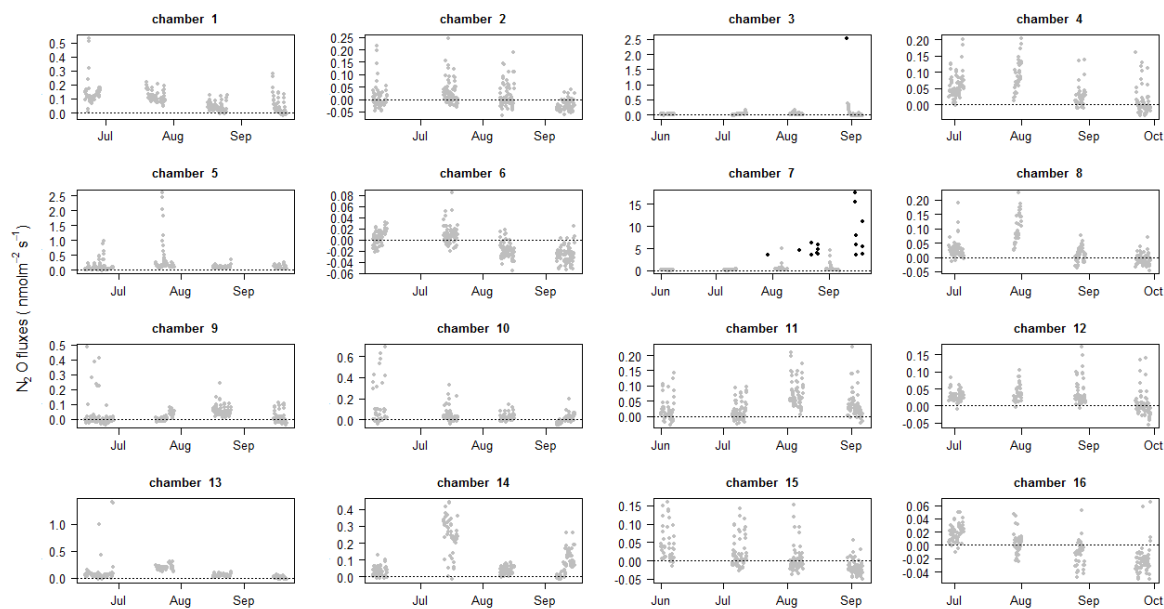 chamber 1 chamber 2 chamber 3 chamber 4
0.5 0.25 2.5 0.20
0.4 0.20 2.0 0.15
0.3 0.15 1.5 0.10
0.2 0.10 1.0 0.05
0.1 0.05 0.5 0.00
0.0 0.00 0.0
-0.05
Jul Aug Sep Jul Aug Sep Jun Jul Aug Sep Jul Aug Sep Oct
chamber 5 chamber 6 chamber 7 chamber 8
2.5 0.08 15 0.20
2.0 0.06 10 0.15
1.5 0.04 5 0.10
1.0 0.02 0 0.05
0.5 0.00 0.00
0.0 -0.02 -0.05
-0.04
-0.06
Jul Aug Sep Jul Aug Sep Jun Jul Aug Sep Jul Aug Sep Oct
N₂ O fluxes ( nmolm⁻² s⁻¹)
chamber 9 chamber 10 chamber 11 chamber 12
0.5 0.6 0.20 0.15
0.4 0.4 0.15 0.10
0.3 0.2 0.10 0.05
0.2 0.0 0.05 0.00
0.1 0.00 -0.05
0.0
Jul Aug Sep Jul Aug Sep Jun Jul Aug Sep Jul Aug Sep Oct
chamber 13 chamber 14 chamber 15 chamber 16
1.0 0.4 0.15 0.06
0.5 0.3 0.10 0.04
0.0 0.2 0.05 0.02
0.1 0.00 0.00
0.0 -0.05 -0.02
-0.04
Jul Aug Sep Jul Aug Sep Jun Jul Aug Sep Jul Aug Sep Oct